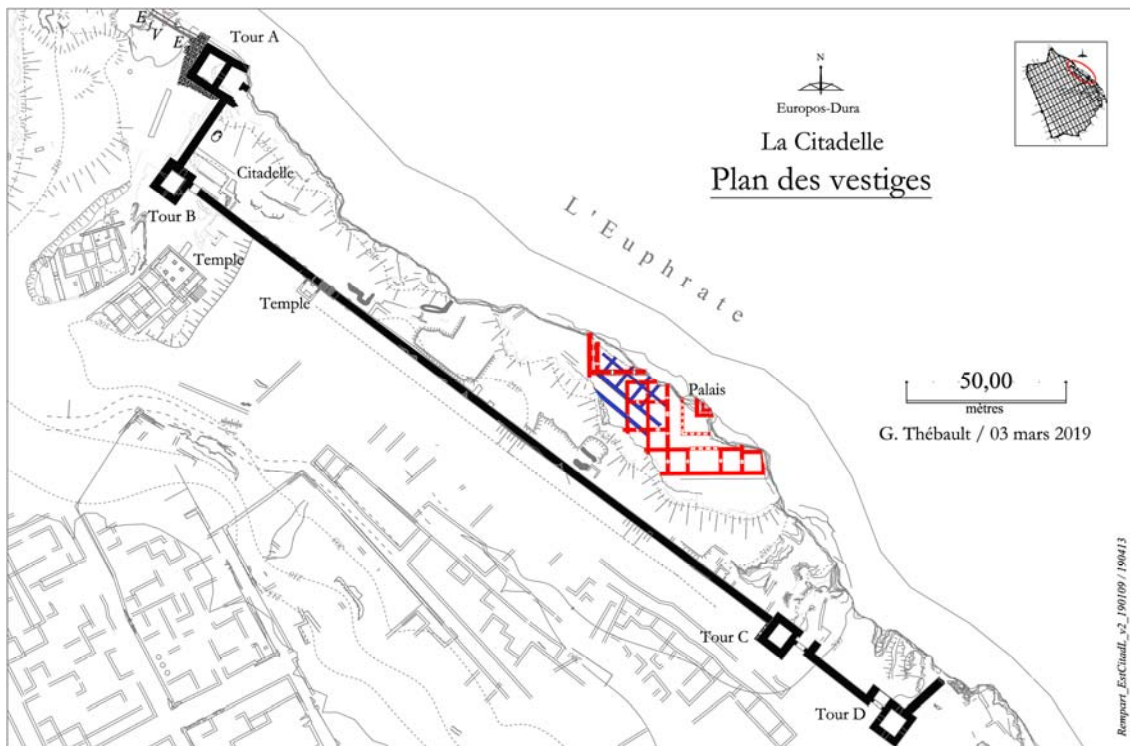 E
V
E
Tour A
N
Europos-Dura
La Citadelle
Plan des vestiges
Citadelle
Tour B
L'Euphrate
Temple
Temple
Palais
50,00
mètres
G. Thébault / 03 mars 2019
Tour C
Tour D
Rempart_EstCitadL_v2_190109 / 190413